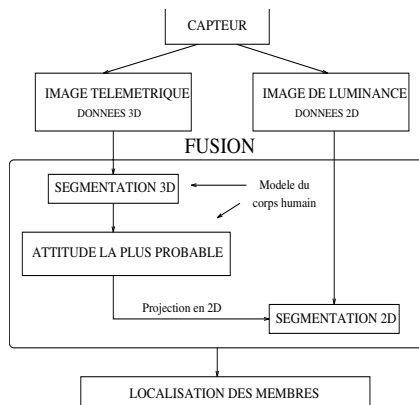 CAPTEUR
IMAGE TELEMETRIQUE
DONNEES 3D
IMAGE DE LUMINANCE
DONNEES 2D
FUSION
SEGMENTATION 3D
Modele du
corps humain
ATTITUDE LA PLUS PROBABLE
Projection en 2D
SEGMENTATION 2D
LOCALISATION DES MEMBRES